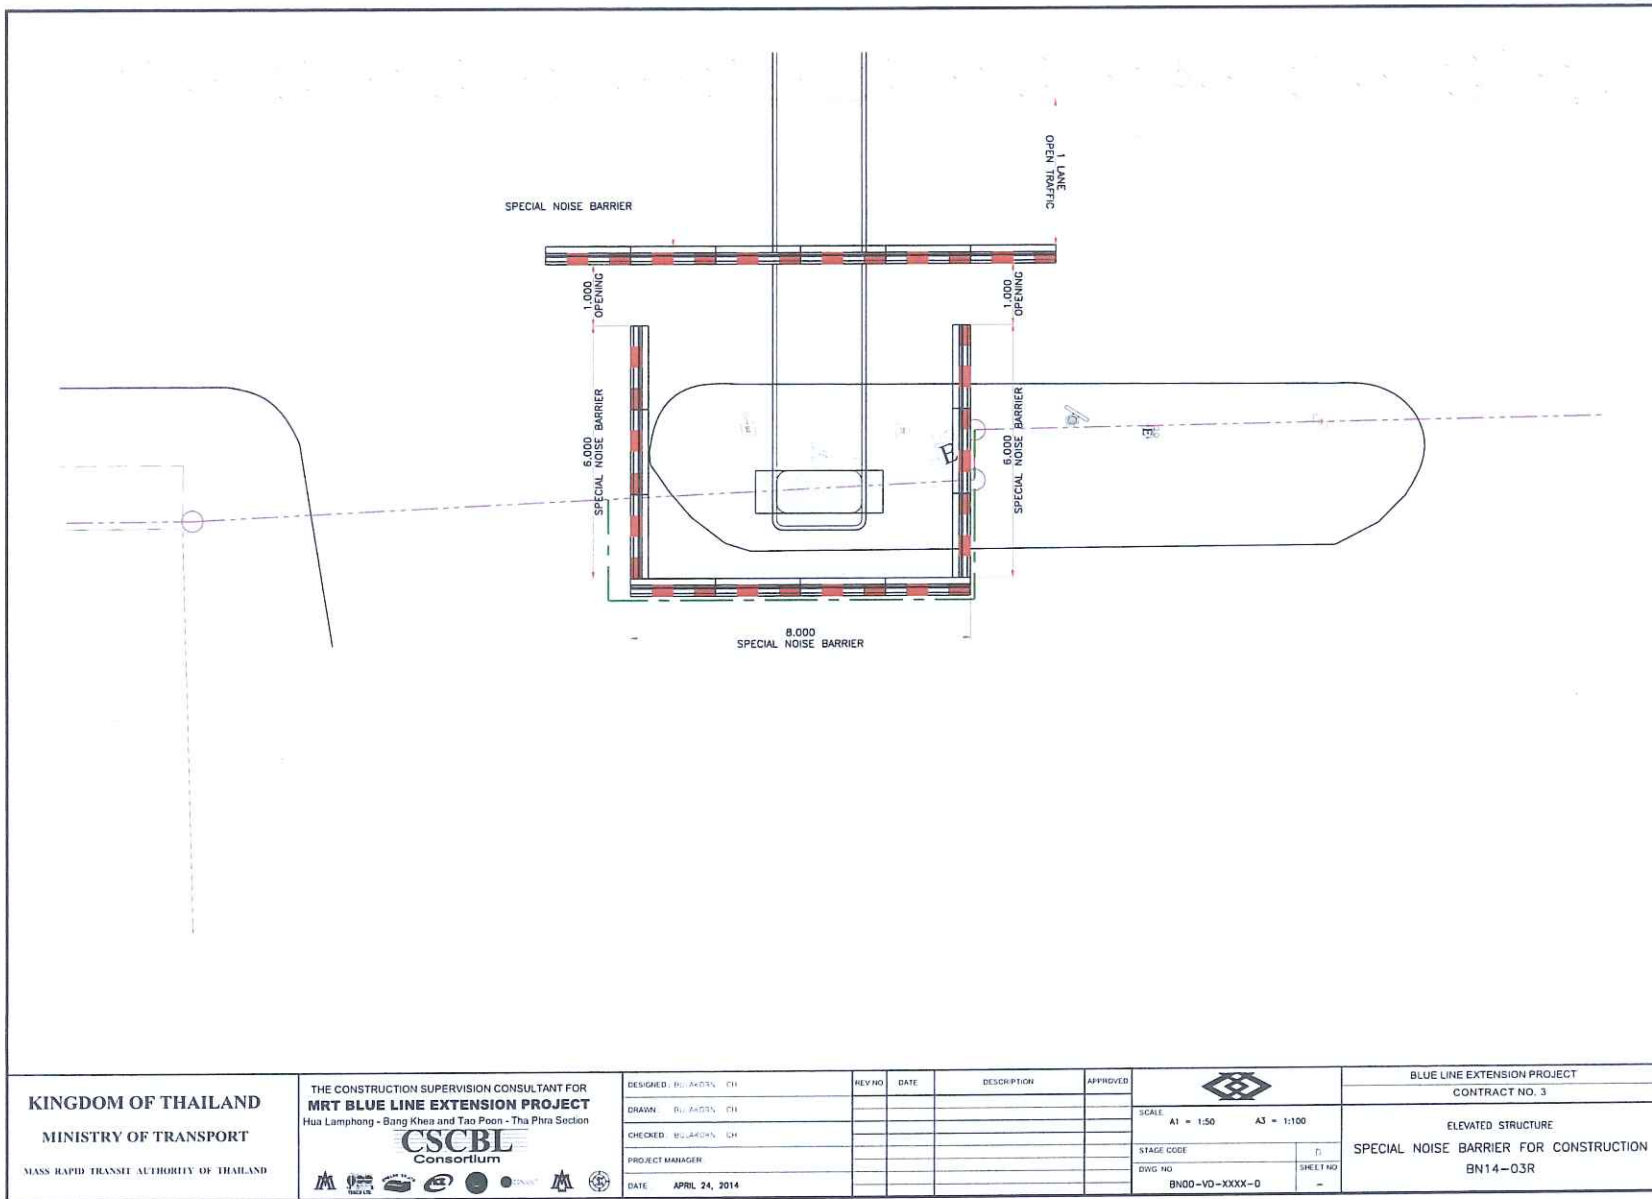 1 LANE
OPEN TRAFFIC
SPECIAL NOISE BARRIER
1.000
OPENING
1.000
OPENING
6.000
SPECIAL NOISE BARRIER
6.000
SPECIAL NOISE BARRIER
E
E
8.000
SPECIAL NOISE BARRIER
KINGDOM OF THAILAND
MINISTRY OF TRANSPORT
MASS RAPID TRANSIT AUTHORITY OF THAILAND
THE CONSTRUCTION SUPERVISION CONSULTANT FOR
MRT BLUE LINE EXTENSION PROJECT
Hua Lamphong - Bang Khea and Tao Poon - Tha Phra Section
CSCBL
Consortium
DESIGNED: CH
DRAWN: CH
CHECKED: CH
PROJECT MANAGER
DATE APRIL 24, 2014
REV NO DATE DESCRIPTION APPROVED
SCALE
A1 = 1:50 A3 = 1:100
STAGE CODE
DWG NO SHEET NO
BN00-VD-XXXX-0 -
BLUE LINE EXTENSION PROJECT
CONTRACT NO. 3
ELEVATED STRUCTURE
SPECIAL NOISE BARRIER FOR CONSTRUCTION
BN14-03R